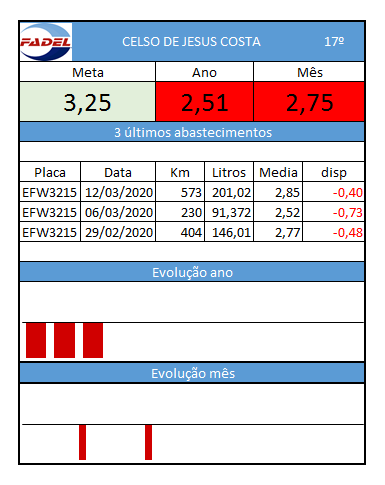 FADEL CELSO DE JESUS COSTA 17º
Meta Ano Mês
3,25 2,51 2,75
3 últimos abastecimentos
Placa Data Km Litros Media disp
EFW3215 12/03/2020 573 201,02 2,85 -0,40
EFW3215 06/03/2020 230 91,372 2,52 -0,73
EFW3215 29/02/2020 404 146,01 2,77 -0,48
Evolução ano
Evolução mês